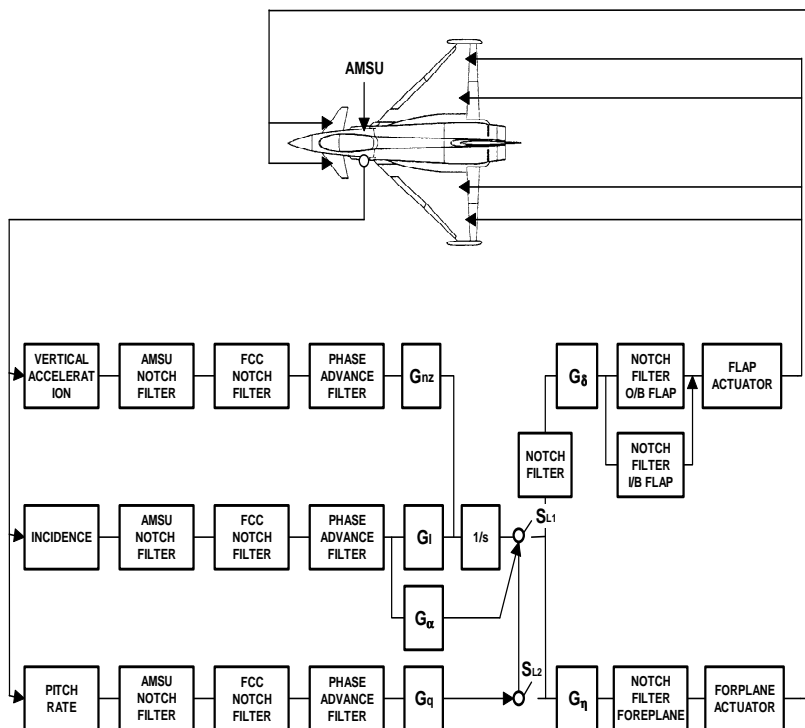 AMSU
VERTICAL
ACCELERAT
ION
AMSU
NOTCH
FILTER
FCC
NOTCH
FILTER
PHASE
ADVANCE
FILTER
Gnz
Gδ
NOTCH
FILTER
O/B FLAP
FLAP
ACTUATOR
NOTCH
FILTER
NOTCH
FILTER
I/B FLAP
INCIDENCE
AMSU
NOTCH
FILTER
FCC
NOTCH
FILTER
PHASE
ADVANCE
FILTER
GI
1/s
SL1
Gα
PITCH
RATE
AMSU
NOTCH
FILTER
FCC
NOTCH
FILTER
PHASE
ADVANCE
FILTER
Gq
SL2
Gη
NOTCH
FILTER
FOREPLANE
FORPLANE
ACTUATOR